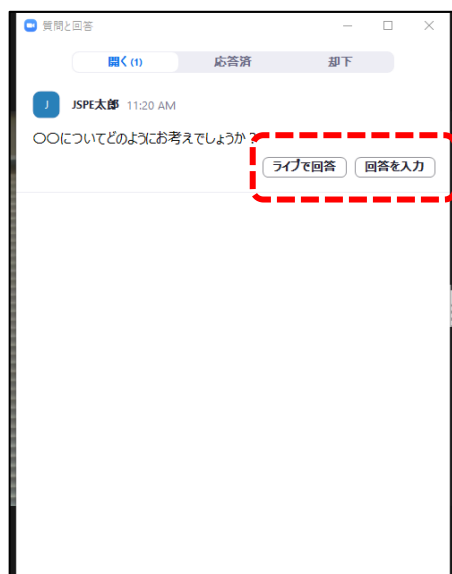 質問と回答
開く(1) 応答済 却下
J JSPE太郎 11:20 AM
〇〇についてどのようにお考えでしょうか?
ライブで回答 回答を入力